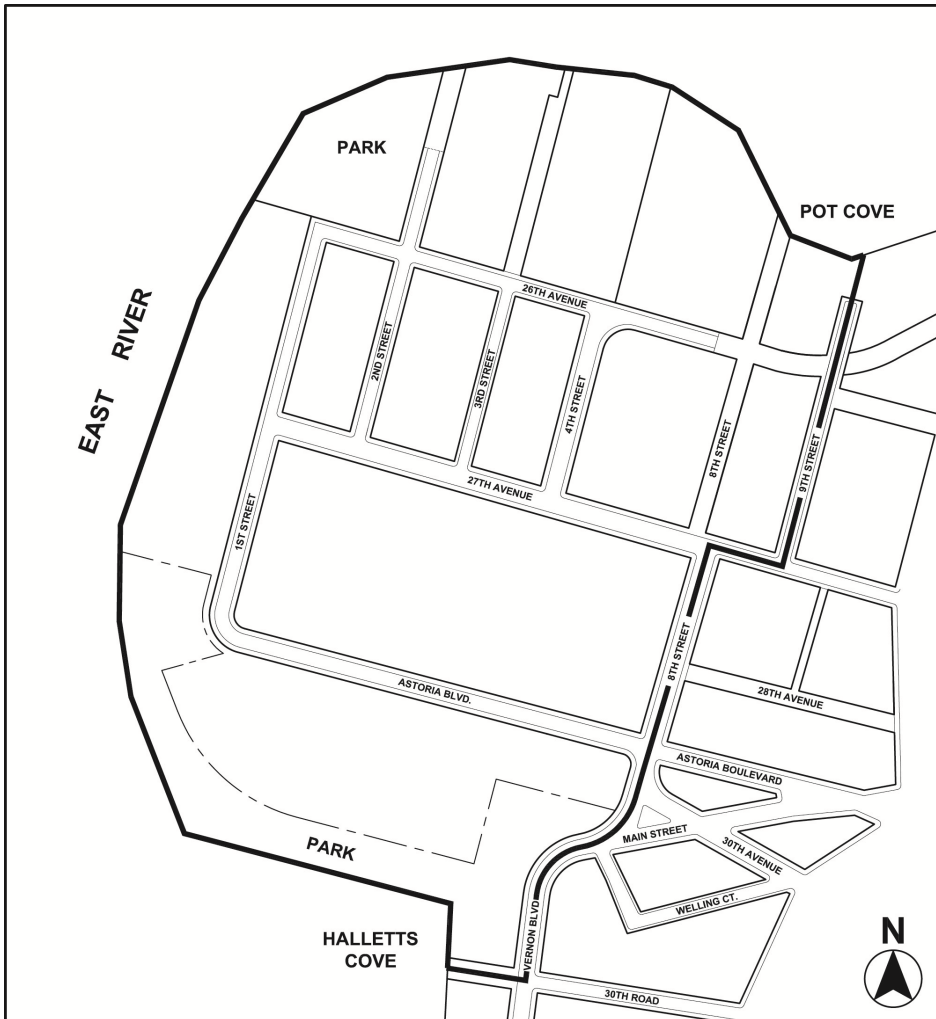 PARK
POT COVE
26TH AVENUE
EAST RIVER
2ND STREET
3RD STREET
4TH STREET
8TH STREET
9TH STREET
27TH AVENUE
1ST STREET
8TH STREET
28TH AVENUE
ASTORIA BLVD.
ASTORIA BOULEVARD
MAIN STREET
30TH AVENUE
PARK
WELLING CT.
VERNON BLVD
HALLETTS
COVE
N
30TH ROAD